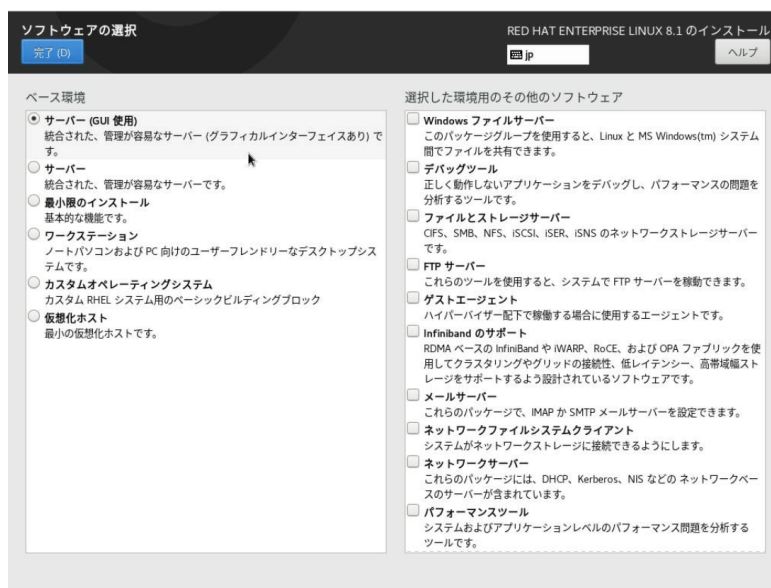 ソフトウェアの選択
完了 (D)
RED HAT ENTERPRISE LINUX 8.1 のインストール
jp
ヘルプ
ベース環境
サーバー (GUI 使用)
統合された、管理が容易なサーバー (グラフィカルインターフェイスあり) で
す。
サーバー
統合された、管理が容易なサーバーです。
最小限のインストール
基本的な機能です。
ワークステーション
ノートパソコンおよび PC 向けのユーザーフレンドリーなデスクトップシス
テムです。
カスタムオペレーティングシステム
カスタム RHEL システム用のベーシックビルディングブロック
仮想化ホスト
最小の仮想化ホストです。
選択した環境用のその他のソフトウェア
Windows ファイルサーバー
このパッケージグループを使用すると、Linux と MS Windows(tm) システム
間でファイルを共有できます。
デバッグツール
正しく動作しないアプリケーションをデバッグし、パフォーマンスの問題を
分析するツールです。
ファイルとストレージサーバー
CIFS、SMB、NFS、iSCSI、iSER、iSNS のネットワークストレージサーバー
です。
FTP サーバー
これらのツールを使用すると、システムで FTP サーバーを稼動できます。
ゲストエージェント
ハイパーバイザー配下で稼働する場合に使用するエージェントです。
Infiniband のサポート
RDMA ベースの InfiniBand や iWARP、RoCE、および OPA ファブリックを使
用してクラスタリングやグリッドの接続性、低レイテンシー、高帯域幅スト
レージをサポートするよう設計されているソフトウェアです。
メールサーバー
これらのパッケージで、IMAP か SMTP メールサーバーを設定できます。
ネットワークファイルシステムクライアント
システムがネットワークストレージに接続できるようにします。
ネットワークサーバー
これらのパッケージには、DHCP、Kerberos、NIS などの ネットワークベー
スのサーバーが含まれています。
パフォーマンスツール
システムおよびアプリケーションレベルのパフォーマンス問題を分析する
ツールです。